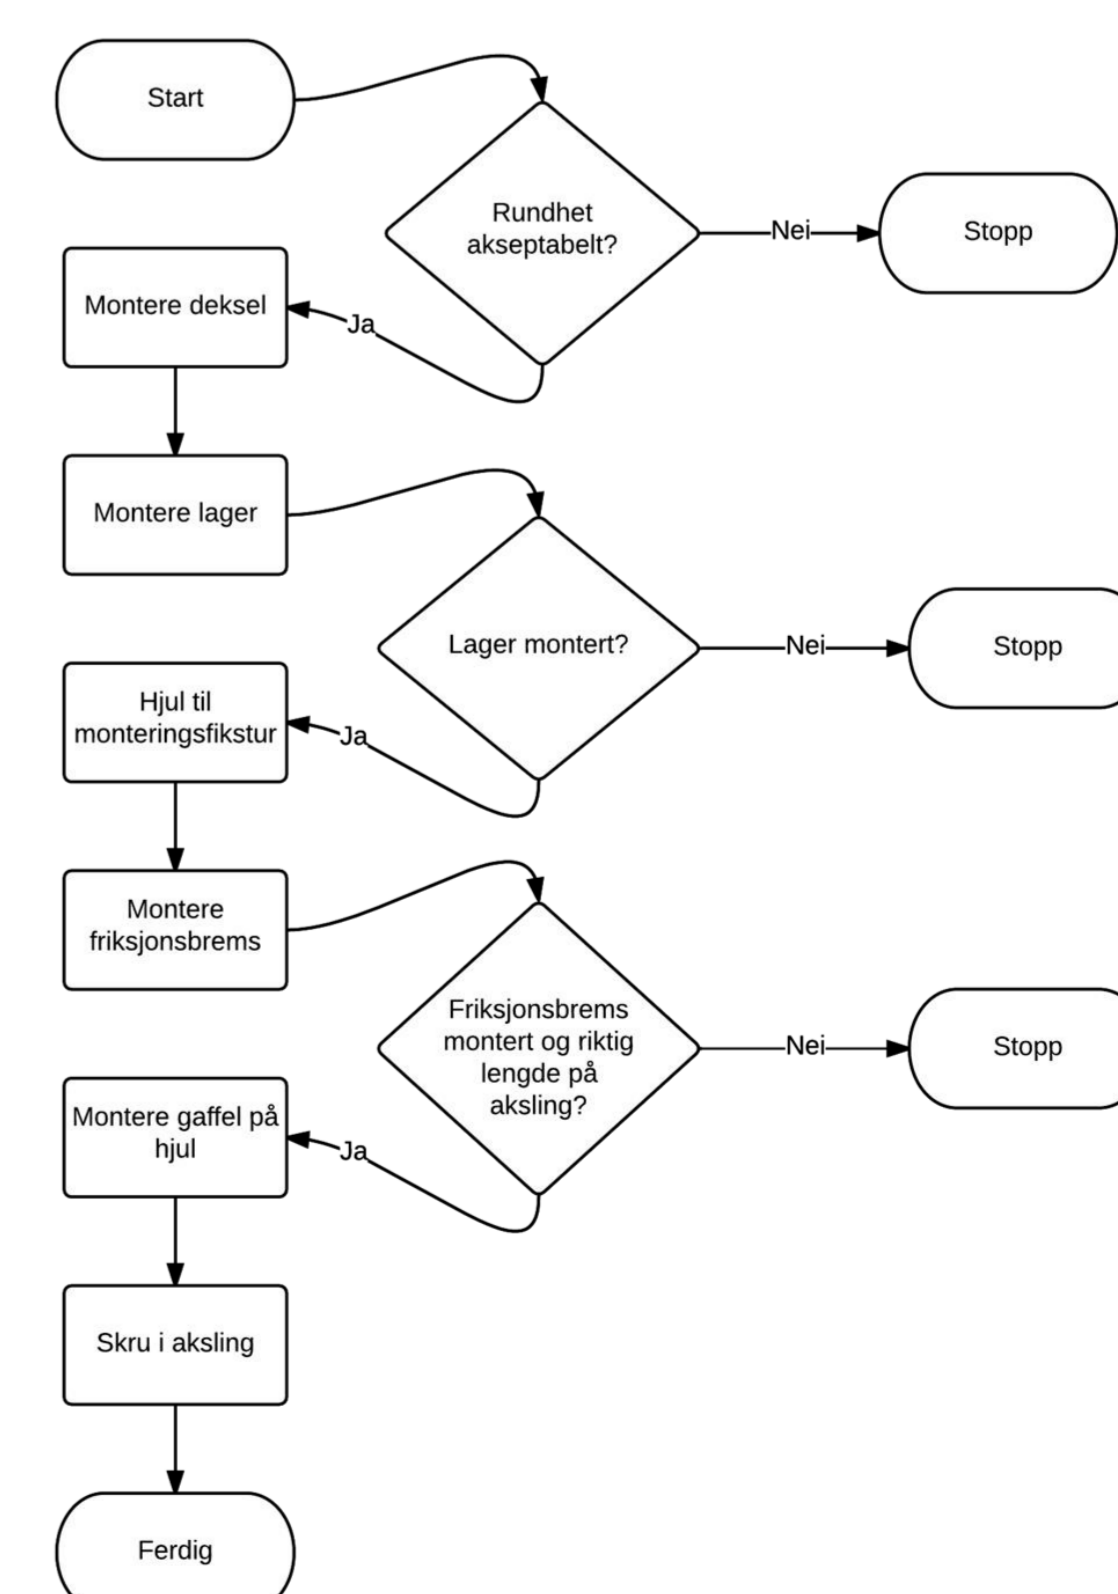 Start
Rundhet
akseptabelt?
Nei
Stopp
Ja
Montere deksel
Montere lager
Lager montert?
Nei
Stopp
Ja
Hjul til
monteringsfikstur
Montere
friksjonsbrems
Friksjonsbrems
montert og riktig
lengde på
aksling?
Nei
Stopp
Ja
Montere gaffel på
hjul
Skru i aksling
Ferdig